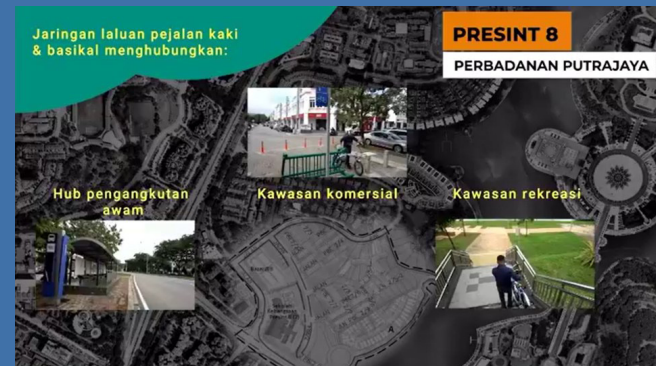 Jaringan laluan pejalan kaki
& basikal menghubungkan:
PRESINT 8
PERBADANAN PUTRAJAYA
Hub pengangkutan
awam
Kawasan komersial
Kawasan rekreasi